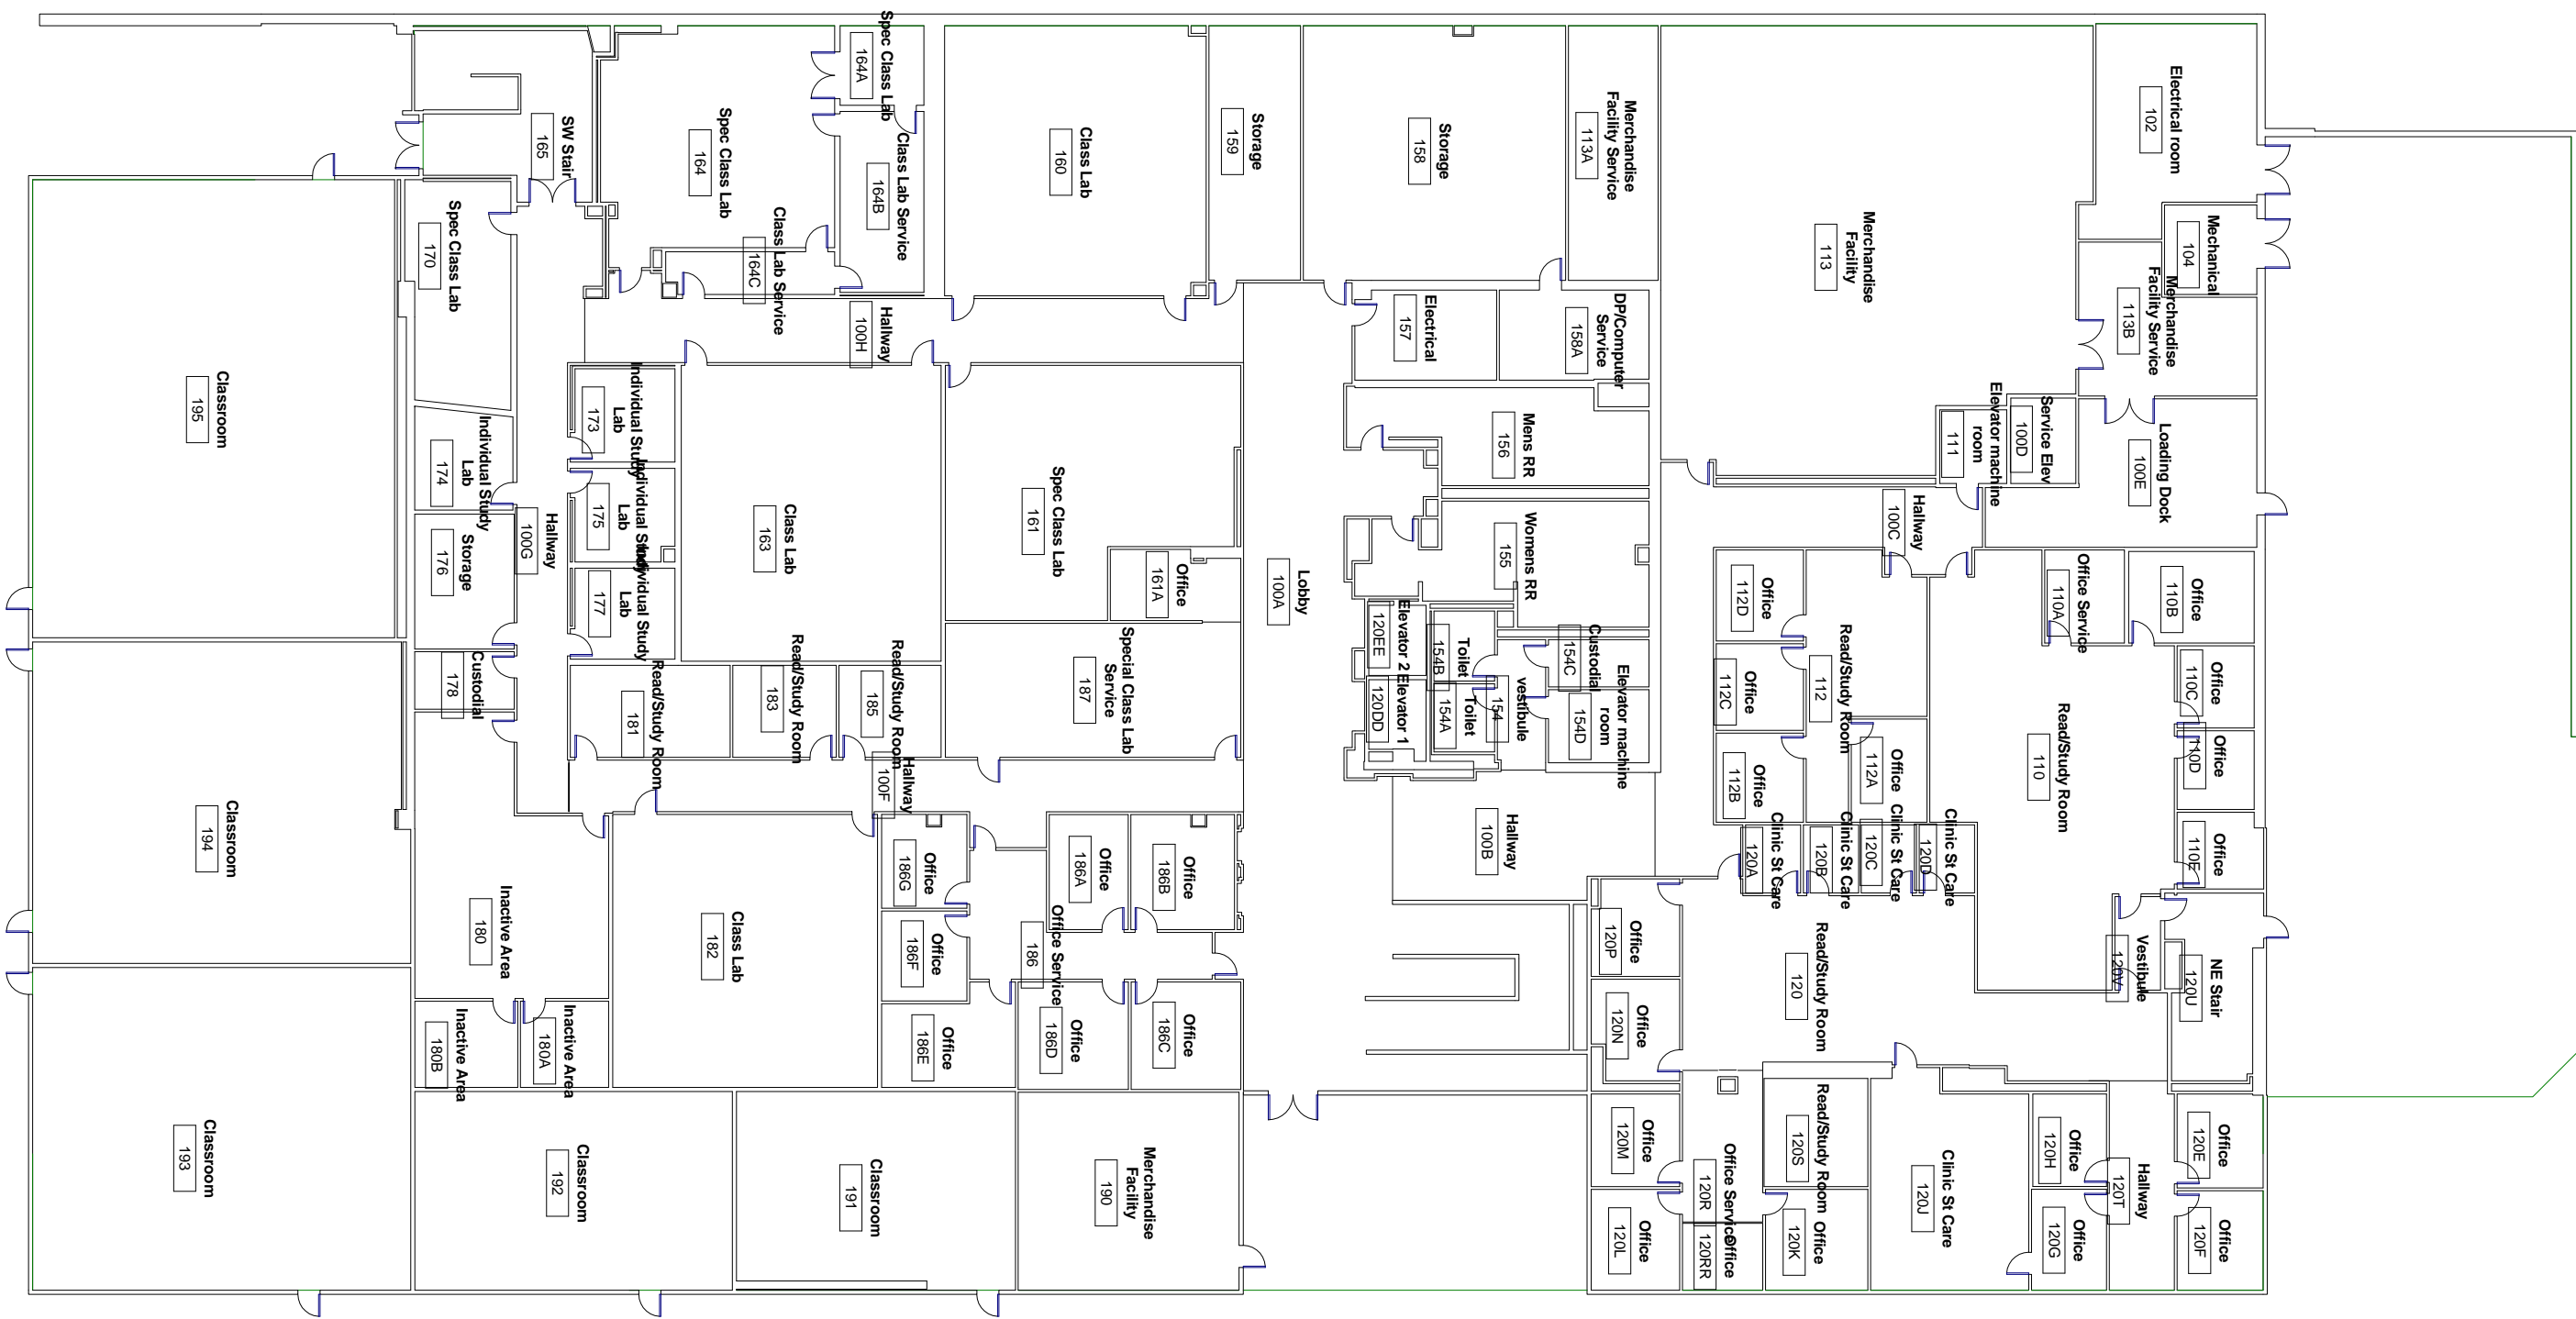 Electrical room
102
Mechanical
104
Merchandise
Facility Service
113B
Merchandise
Facility
113
Merchandise
Facility Service
113A
Storage
158
Storage
159
Class Lab
160
Spec Class Lab
164A
Class Lab Service
164B
Spec Class Lab
164
Class Lab Service
164C
SW Stair
165
Spec Class Lab
170
Classroom
195
Hallway
100H
Electrical
157
DP/Computer
Service
158A
Service Elev
100D
Elevator machine
room
111
Loading Dock
100E
Mens RR
156
Womens RR
155
Hallway
100C
Individual Study
Lab
173
Individual Study
Lab
175
Individual Study
Lab
177
Individual Study
Lab
174
Storage
176
Custodial
178
Hallway
100G
Class Lab
163
Spec Class Lab
161
Office
161A
Lobby
100A
Special Class Lab
Service
187
Read/Study Room
181
Read/Study Room
183
Read/Study Room
185
Hallway
100F
Elevator 2
120EE
Elevator 1
120DD
Toilet
154B
Toilet
154A
vestibule
154
Custodial
154C
Elevator machine
room
154D
Office
112D
Office
112C
Office
112B
Read/Study Room
112
Office
112A
Office Service
110A
Office
110B
Office
110C
Office
110D
Office
110E
Read/Study Room
110
Clinic St Care
120A
Clinic St Care
120B
Clinic St Care
120C
Clinic St Care
120D
Hallway
100B
Classroom
194
Inactive Area
180
Inactive Area
180A
Inactive Area
180B
Class Lab
182
Office
186G
Office
186F
Office
186E
Office
186A
Office
186B
Office Service
186
Office
186D
Office
186C
Office
120P
Office
120N
Read/Study Room
120
Vestibule
120V
NE Stair
120U
Classroom
193
Classroom
192
Classroom
191
Merchandise
Facility
190
Office
120M
Office
120L
Office Service
120R
Office
120RR
Read/Study Room
120S
Office
120K
Clinic St Care
120J
Office
120H
Office
120G
Hallway
120T
Office
120E
Office
120F